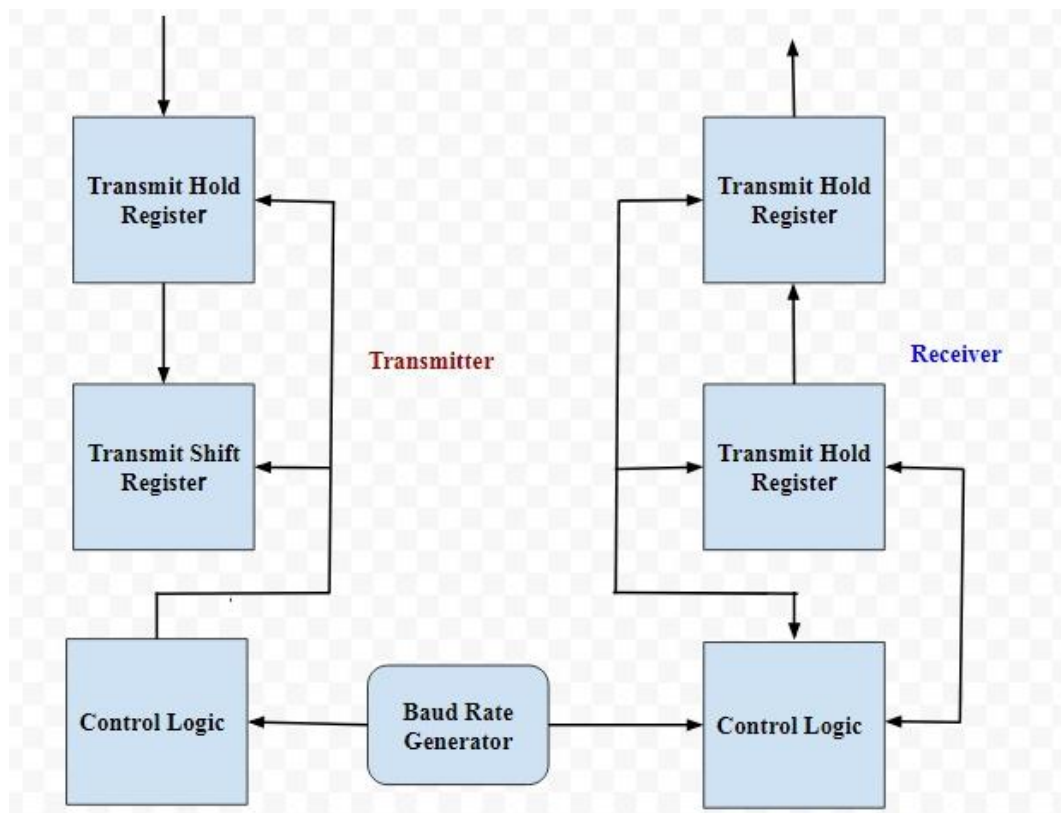 Transmit Hold
Register
Transmit Hold
Register
Transmitter
Receiver
Transmit Shift
Register
Transmit Hold
Register
Control Logic
Baud Rate
Generator
Control Logic